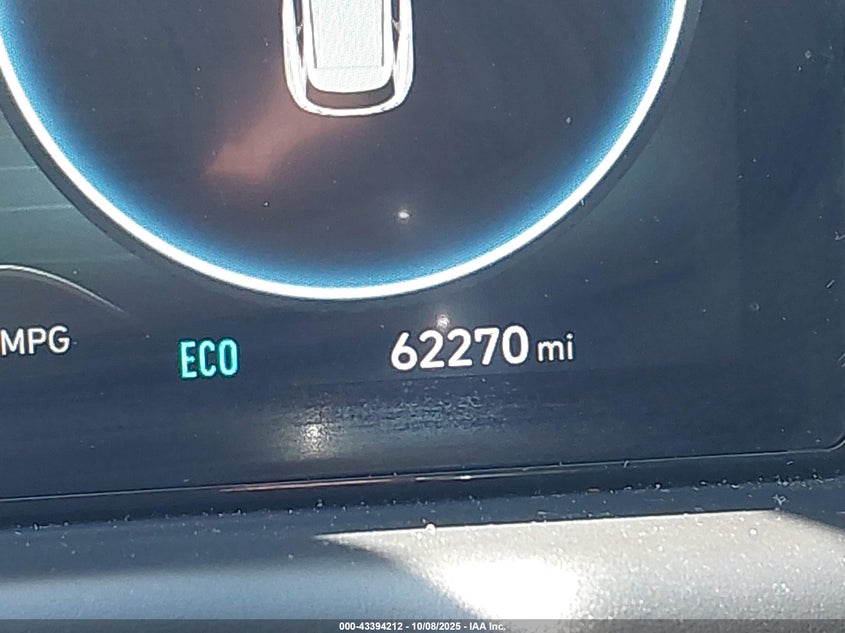 MPG
ECO
62270 mi
000-43394212 - 10/08/2025 - IAA Inc.